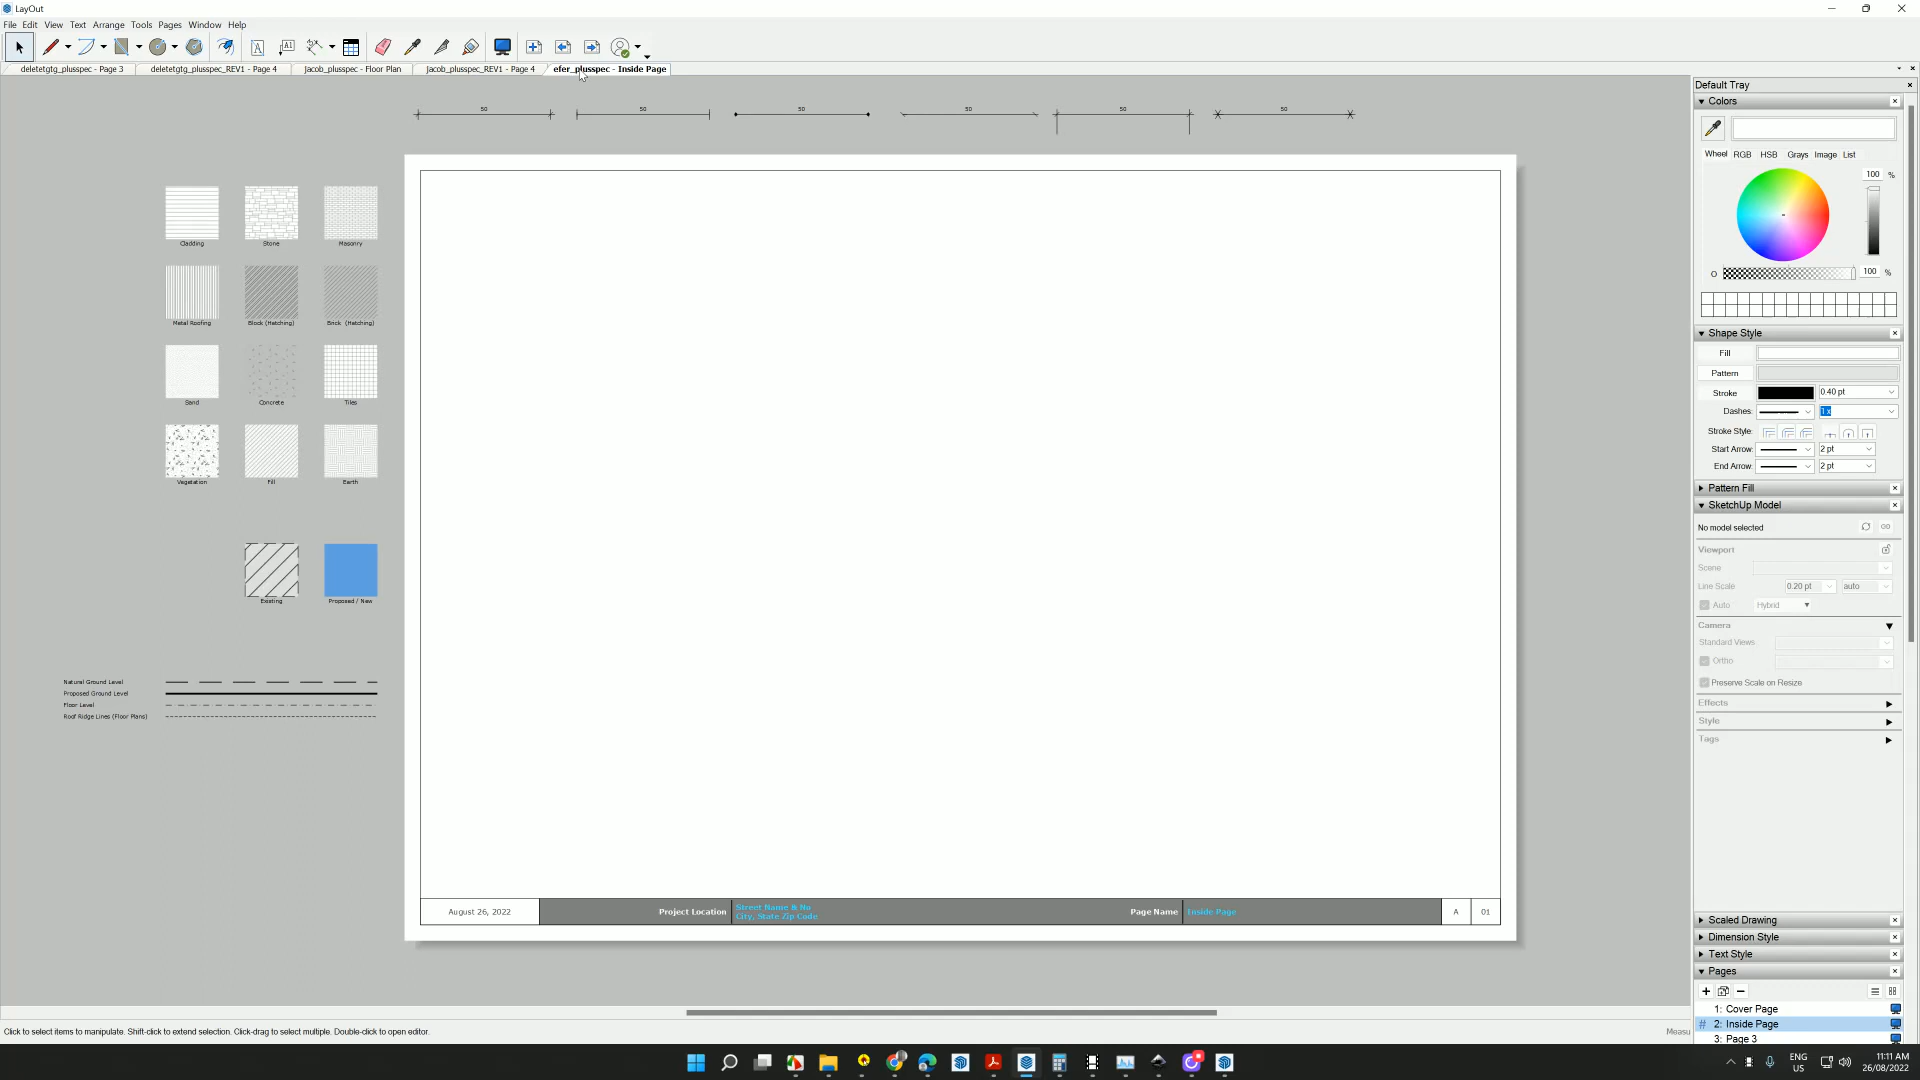 LayOut
File Edit View Text Arrange Tools Pages Window Help
deletetgtg_plusspec - Page 3
deletetgtg_plusspec_REV1 - Page 4
jacob_plusspec - Floor Plan
jacob_plusspec_REV1 - Page 4
efer_plusspec - Inside Page
50 50 50 50 50 50
Cladding Stone Masonry
Metal Roofing Block (Hatching) Brick (Hatching)
Sand Concrete Tiles
Vegetation Fill Earth
Existing Proposed / New
Natural Ground Level
Proposed Ground Level
Floor Level
Roof Ridge Lines (Floor Plans)
August 26, 2022
Project Location
Street Name & No
City, State Zip Code
Page Name
Inside Page
A
01
Default Tray
Colors
Wheel RGB HSB Grays Image List
100 %
O 100 %
Shape Style
Fill
Pattern
Stroke 0.40 pt
Dashes: 1 x
Stroke Style:
Start Arrow: 2 pt
End Arrow: 2 pt
Pattern Fill
SketchUp Model
No model selected
Viewport
Scene
Line Scale 0.20 pt auto
Auto Hybrid
Camera
Standard Views
Ortho
Preserve Scale on Resize
Effects
Style
Tags
Scaled Drawing
Dimension Style
Text Style
Pages
1: Cover Page
# 2: Inside Page
3: Page 3
Click to select items to manipulate. Shift-click to extend selection. Click-drag to select multiple. Double-click to open editor.
Measu
ENG
US
11:11 AM
26/08/2022